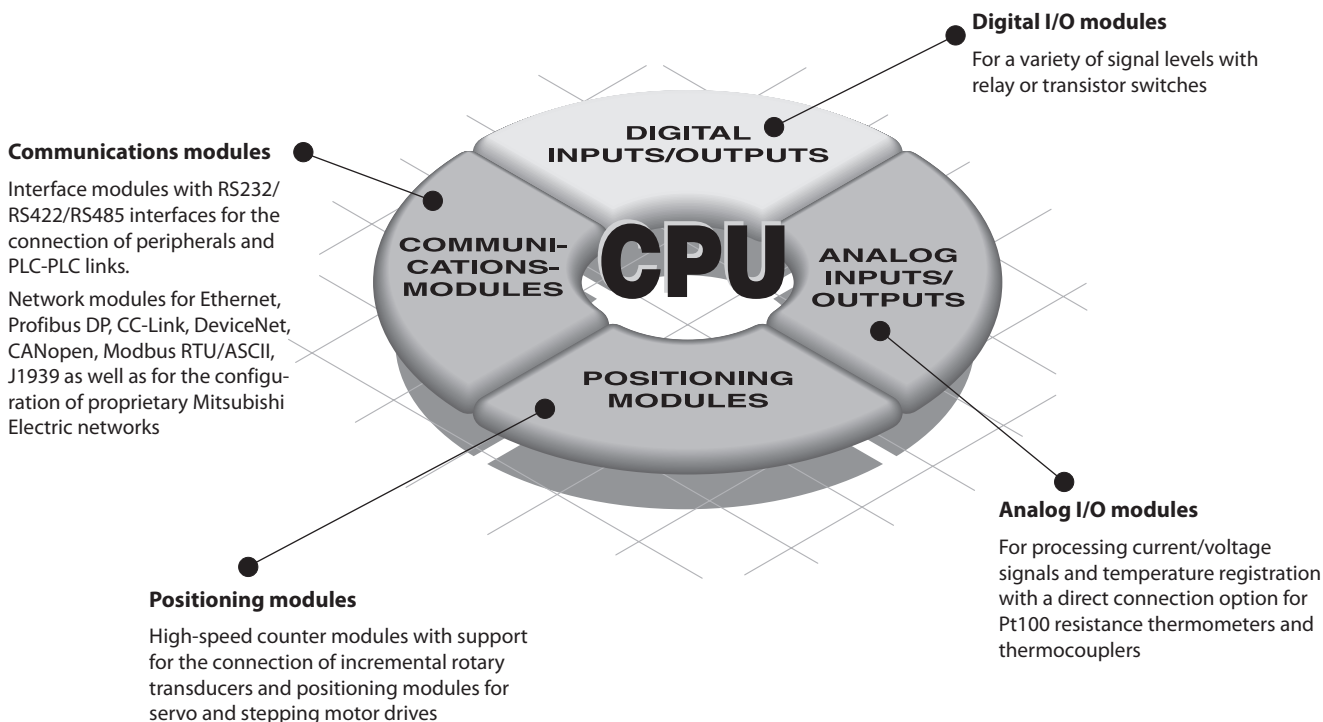 Digital I/O modules
For a variety of signal levels with
relay or transistor switches
Communications modules
Interface modules with RS232/
RS422/RS485 interfaces for the
connection of peripherals and
PLC-PLC links.
Network modules for Ethernet,
Profibus DP, CC-Link, DeviceNet,
CANopen, Modbus RTU/ASCII,
J1939 as well as for the configu-
ration of proprietary Mitsubishi
Electric networks
DIGITAL
INPUTS/OUTPUTS
COMMUNI-
CATIONS-
MODULES
CPU
ANALOG
INPUTS/
OUTPUTS
POSITIONING
MODULES
Analog I/O modules
For processing current/voltage
signals and temperature registration
with a direct connection option for
Pt100 resistance thermometers and
thermocouplers
Positioning modules
High-speed counter modules with support
for the connection of incremental rotary
transducers and positioning modules for
servo and stepping motor drives